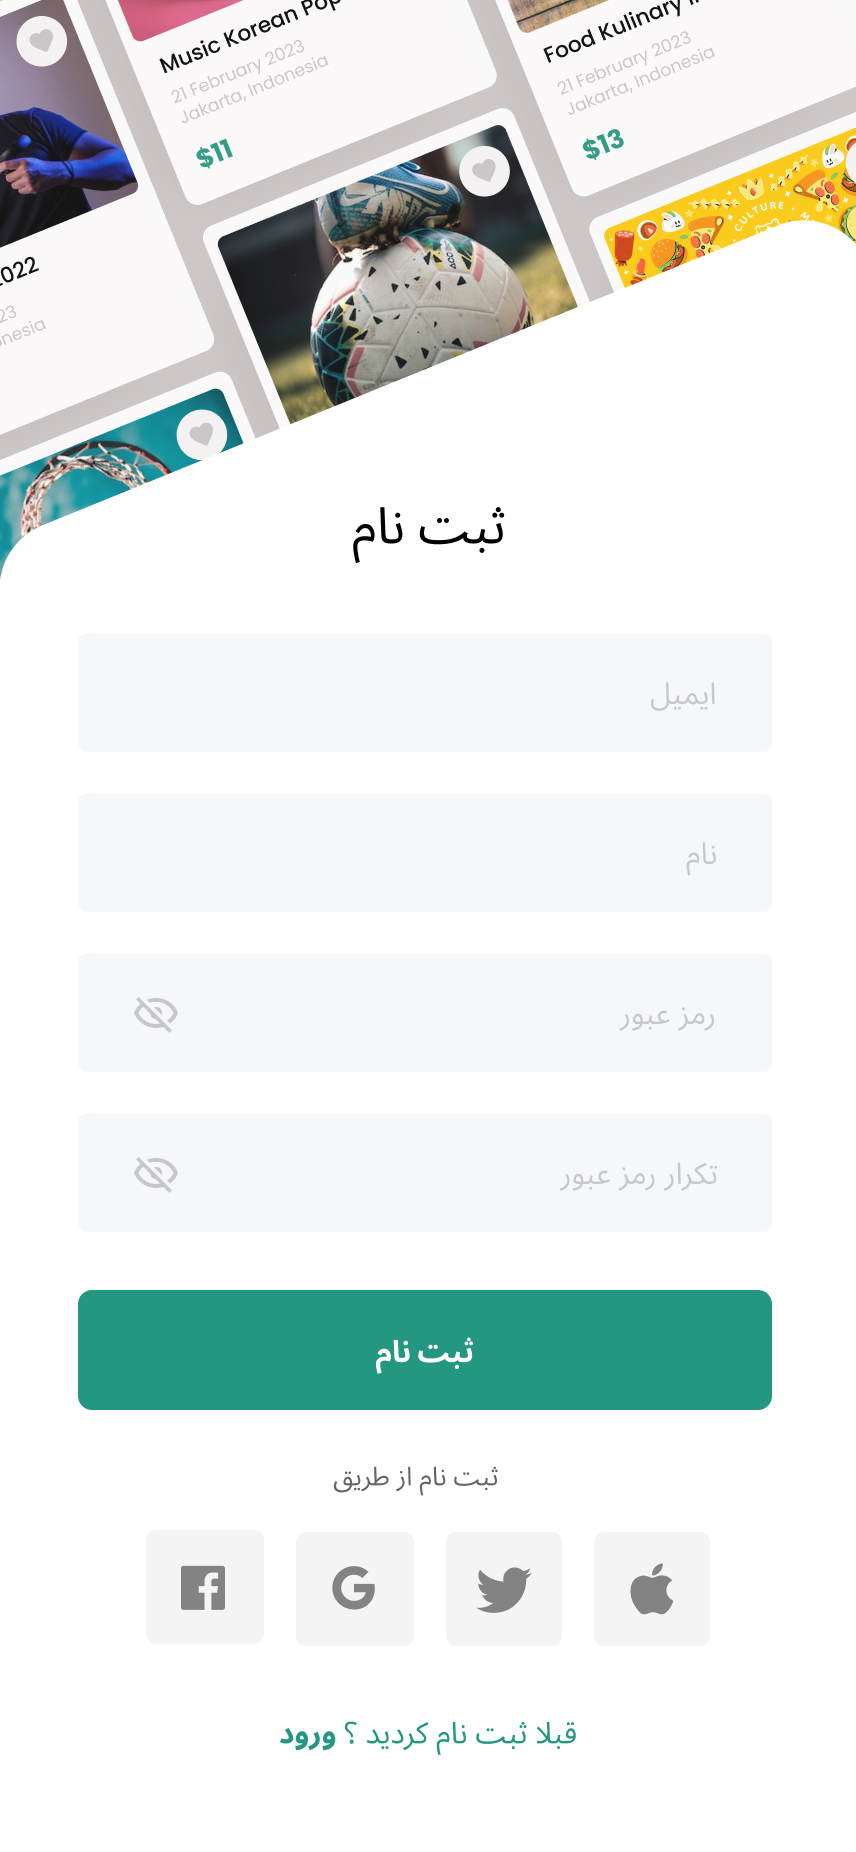 Music Korean Pop
21 February 2023
Jakarta, Indonesia
$11
Food Kulinary
21 February 2023
Jakarta, Indonesia
$13
2022
23
nesia
CULTURE
ثبت نام
ایمیل
نام
رمز عبور
تکرار رمز عبور
ثبت نام
ثبت نام از طریق
قبلا ثبت نام کردید ؟ ورود